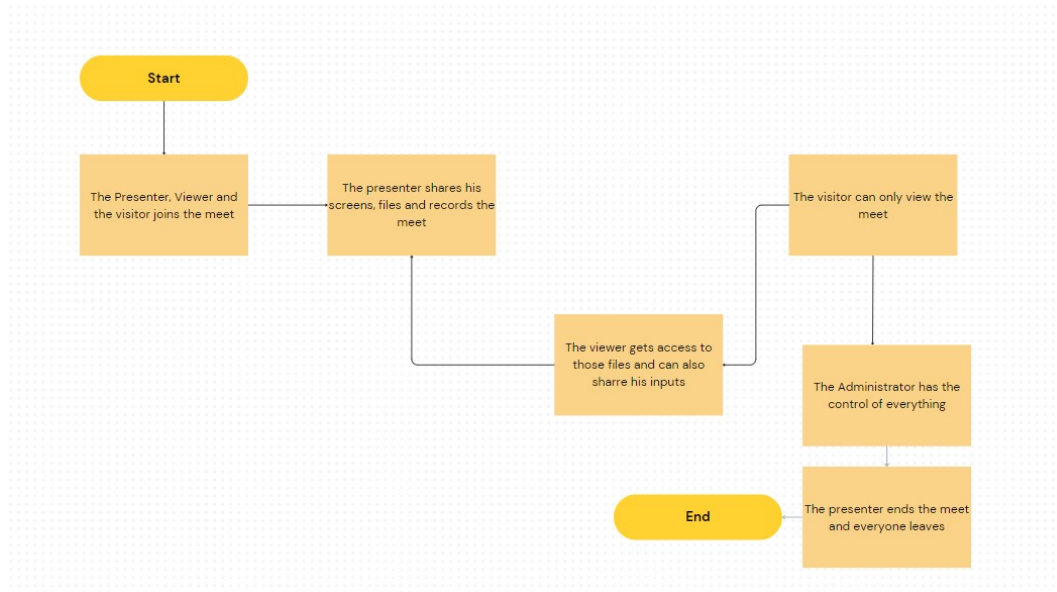 Start
The Presenter, Viewer and
the visitor joins the meet
The presenter shares his
screens, files and records the
meet
The visitor can only view the
meet
The viewer gets access to
those files and can also
sharre his inputs
The Administrator has the
control of everything
The presenter ends the meet
and everyone leaves
End